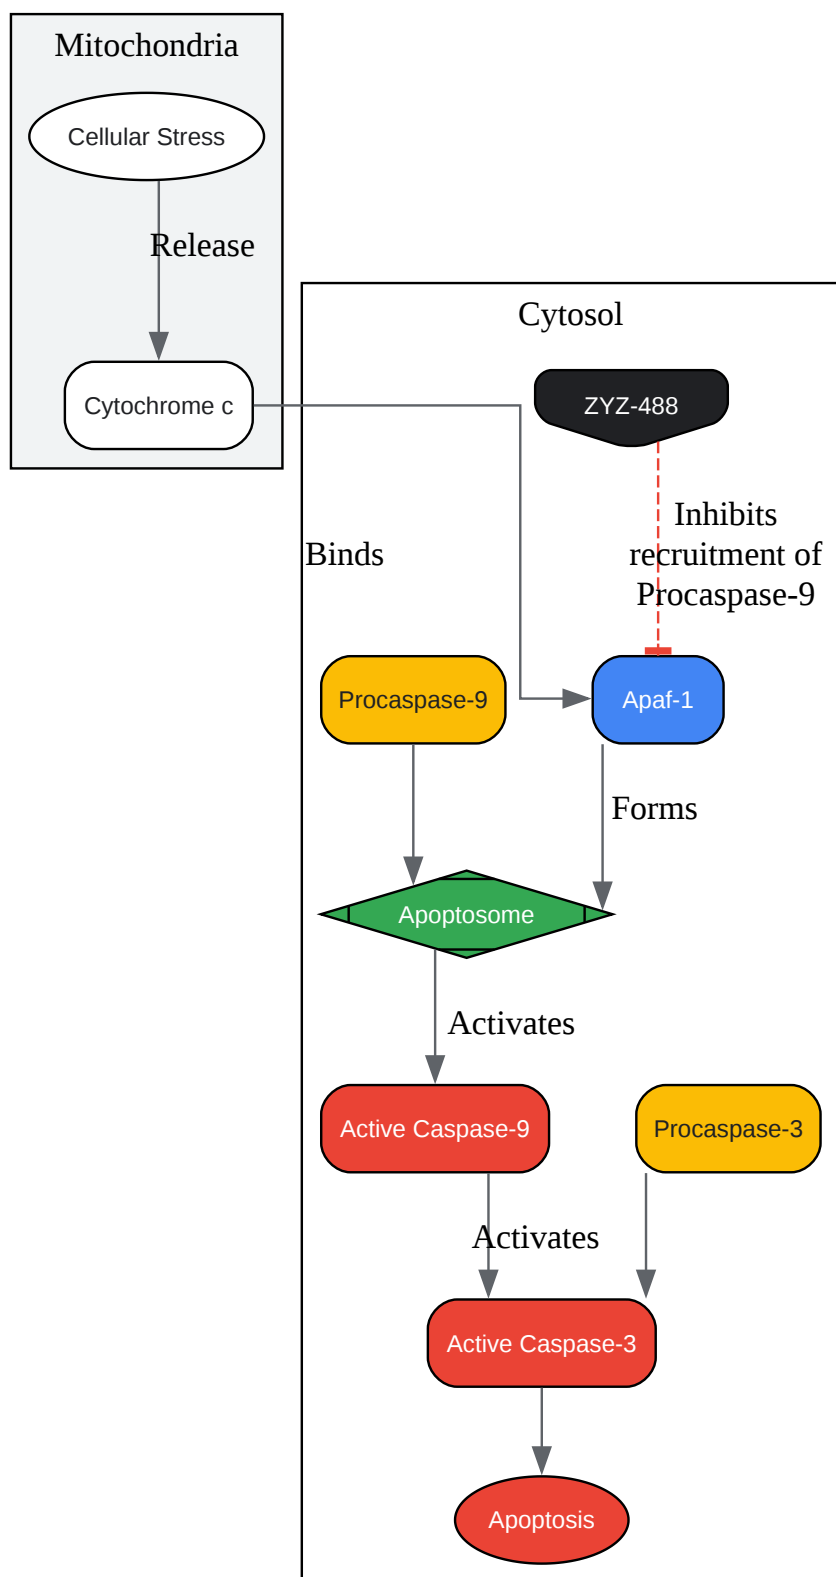 Mitochondria
Cellular Stress
Release
Cytochrome c
Cytosol
ZYZ-488
Inhibits
recruitment of
Procaspase-9
Binds
Procaspase-9
Apaf-1
Forms
Apoptosome
Activates
Active Caspase-9
Procaspase-3
Activates
Active Caspase-3
Apoptosis